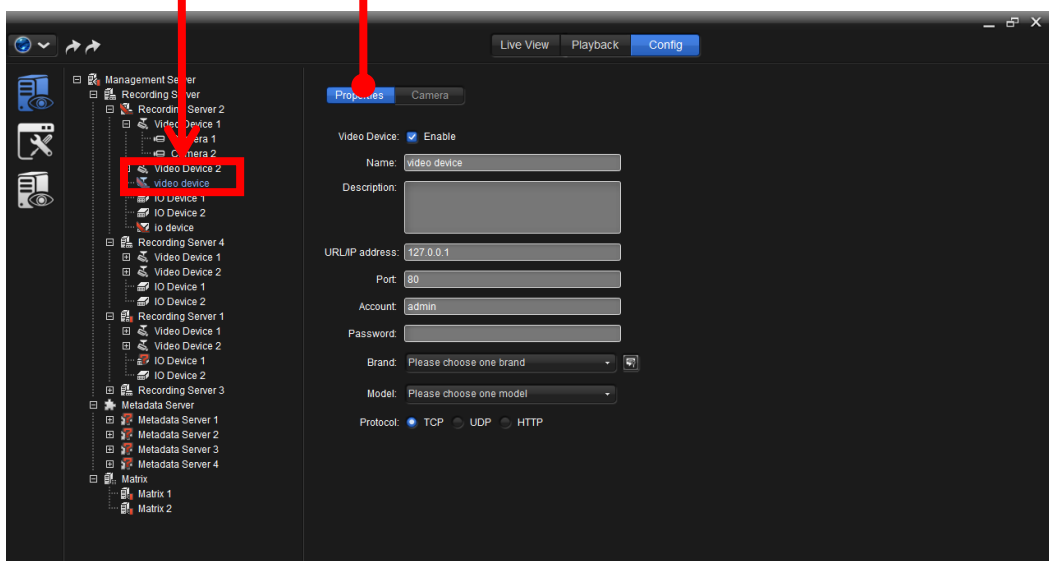 Live View Playback Config
Management Server
Recording Server
Recording Server 2
Video Device 1
Camera 1
Camera 2
Video Device 2
video device
IO Device 1
IO Device 2
io device
Recording Server 4
Video Device 1
Video Device 2
IO Device 1
IO Device 2
Recording Server 1
Video Device 1
Video Device 2
IO Device 1
IO Device 2
Recording Server 3
Metadata Server
Metadata Server 1
Metadata Server 2
Metadata Server 3
Metadata Server 4
Matrix
Matrix 1
Matrix 2
Properties Camera
Video Device: Enable
Name: video device
Description:
URL/IP address: 127.0.0.1
Port: 80
Account: admin
Password:
Brand: Please choose one brand
Model: Please choose one model
Protocol: TCP UDP HTTP